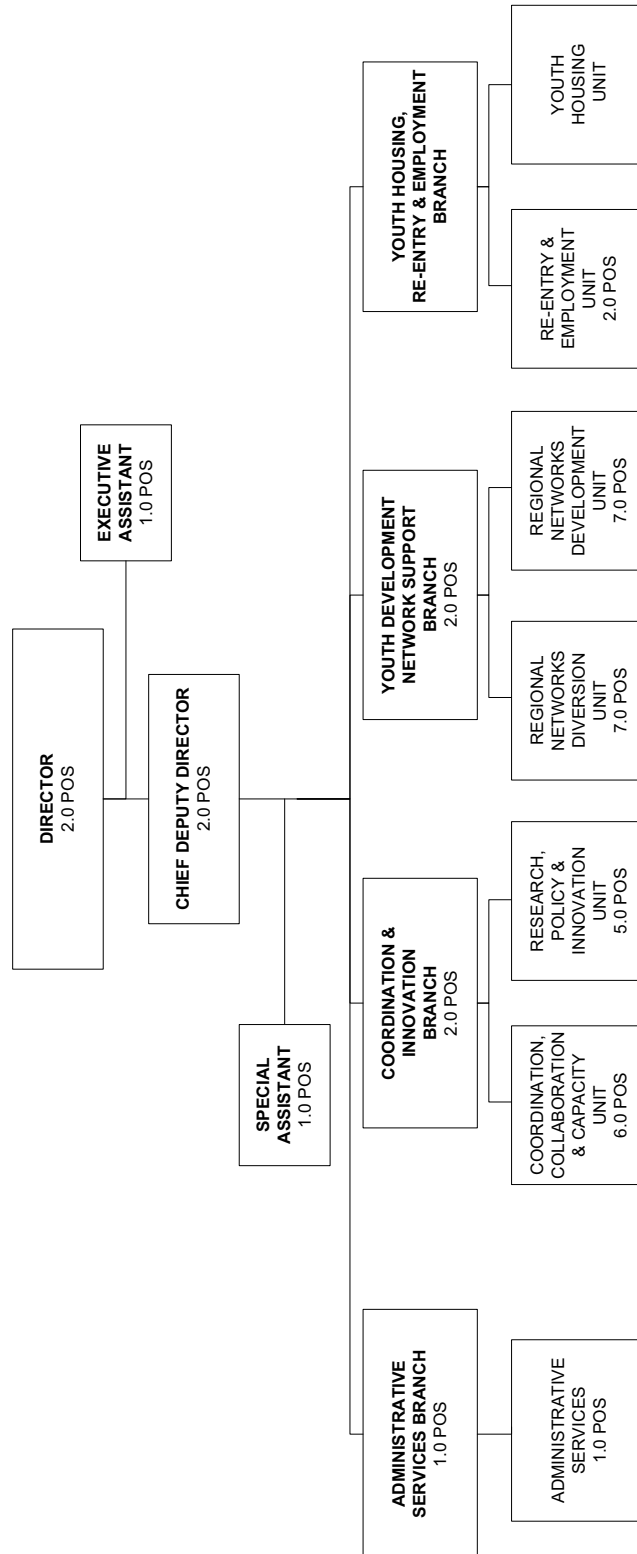 DIRECTOR
2.0 POS
EXECUTIVE
ASSISTANT
1.0 POS
CHIEF DEPUTY DIRECTOR
2.0 POS
SPECIAL
ASSISTANT
1.0 POS
ADMINISTRATIVE
SERVICES BRANCH
1.0 POS
COORDINATION &
INNOVATION
BRANCH
2.0 POS
YOUTH DEVELOPMENT
NETWORK SUPPORT
BRANCH
2.0 POS
YOUTH HOUSING,
RE-ENTRY & EMPLOYMENT
BRANCH
ADMINISTRATIVE
SERVICES
1.0 POS
COORDINATION,
COLLABORATION
& CAPACITY
UNIT
6.0 POS
RESEARCH,
POLICY &
INNOVATION
UNIT
5.0 POS
REGIONAL
NETWORKS
DIVERSION
UNIT
7.0 POS
REGIONAL
NETWORKS
DEVELOPMENT
UNIT
7.0 POS
RE-ENTRY &
EMPLOYMENT
UNIT
2.0 POS
YOUTH
HOUSING
UNIT